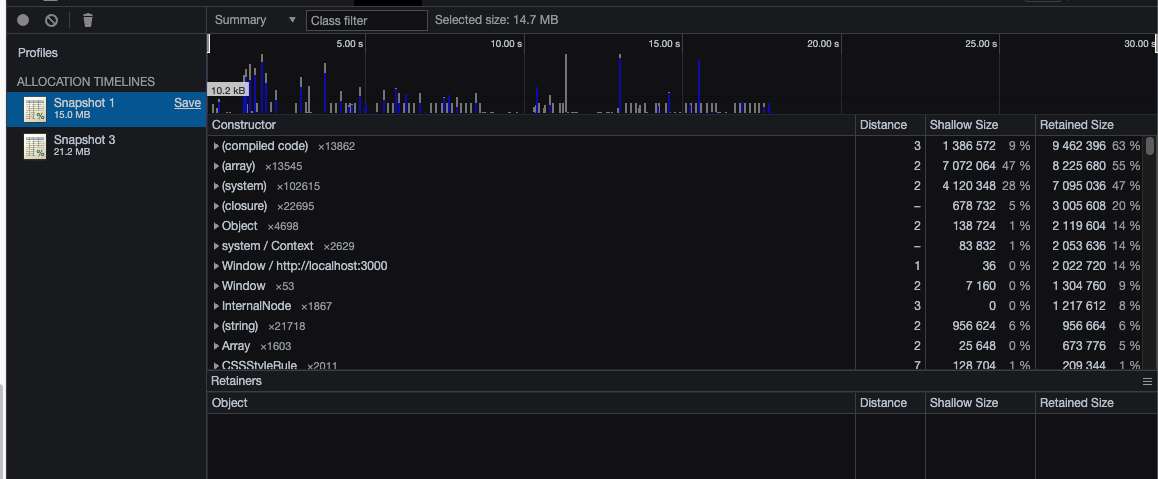 Summary ▼ Class filter Selected size: 14.7 MB
Profiles
ALLOCATION TIMELINES
Snapshot 1 Save
15.0 MB
Snapshot 3
21.2 MB
5.00 s 10.00 s 15.00 s 20.00 s 25.00 s 30.00 s
10.2 kB
Constructor Distance Shallow Size Retained Size
(compiled code) ×13862 3 1 386 572 9 % 9 462 396 63 %
(array) ×13545 2 7 072 064 47 % 8 225 680 55 %
(system) ×102615 2 4 120 348 28 % 7 095 036 47 %
(closure) ×22695 – 678 732 5 % 3 005 608 20 %
Object ×4698 2 138 724 1 % 2 119 604 14 %
system / Context ×2629 – 83 832 1 % 2 053 636 14 %
Window / http://localhost:3000 1 36 0 % 2 022 720 14 %
Window ×53 2 7 160 0 % 1 304 760 9 %
InternalNode ×1867 3 0 0 % 1 217 612 8 %
(string) ×21718 2 956 624 6 % 956 664 6 %
Array ×1603 2 25 648 0 % 673 776 5 %
CSSStyleRule ×2011 7 128 704 1 % 209 344 1 %
Retainers
Object Distance Shallow Size Retained Size